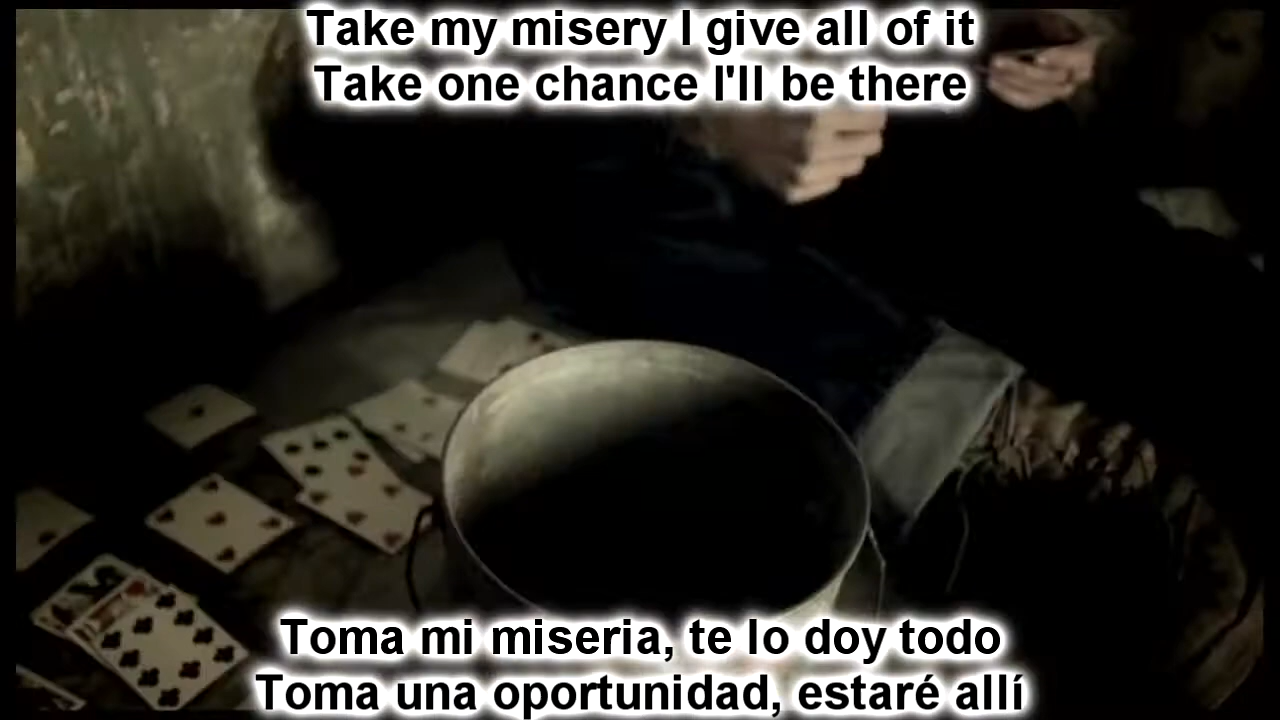 Take my misery I give all of it
Take one chance I'll be there
Toma mi miseria, te lo doy todo
Toma una oportunidad, estaré allí